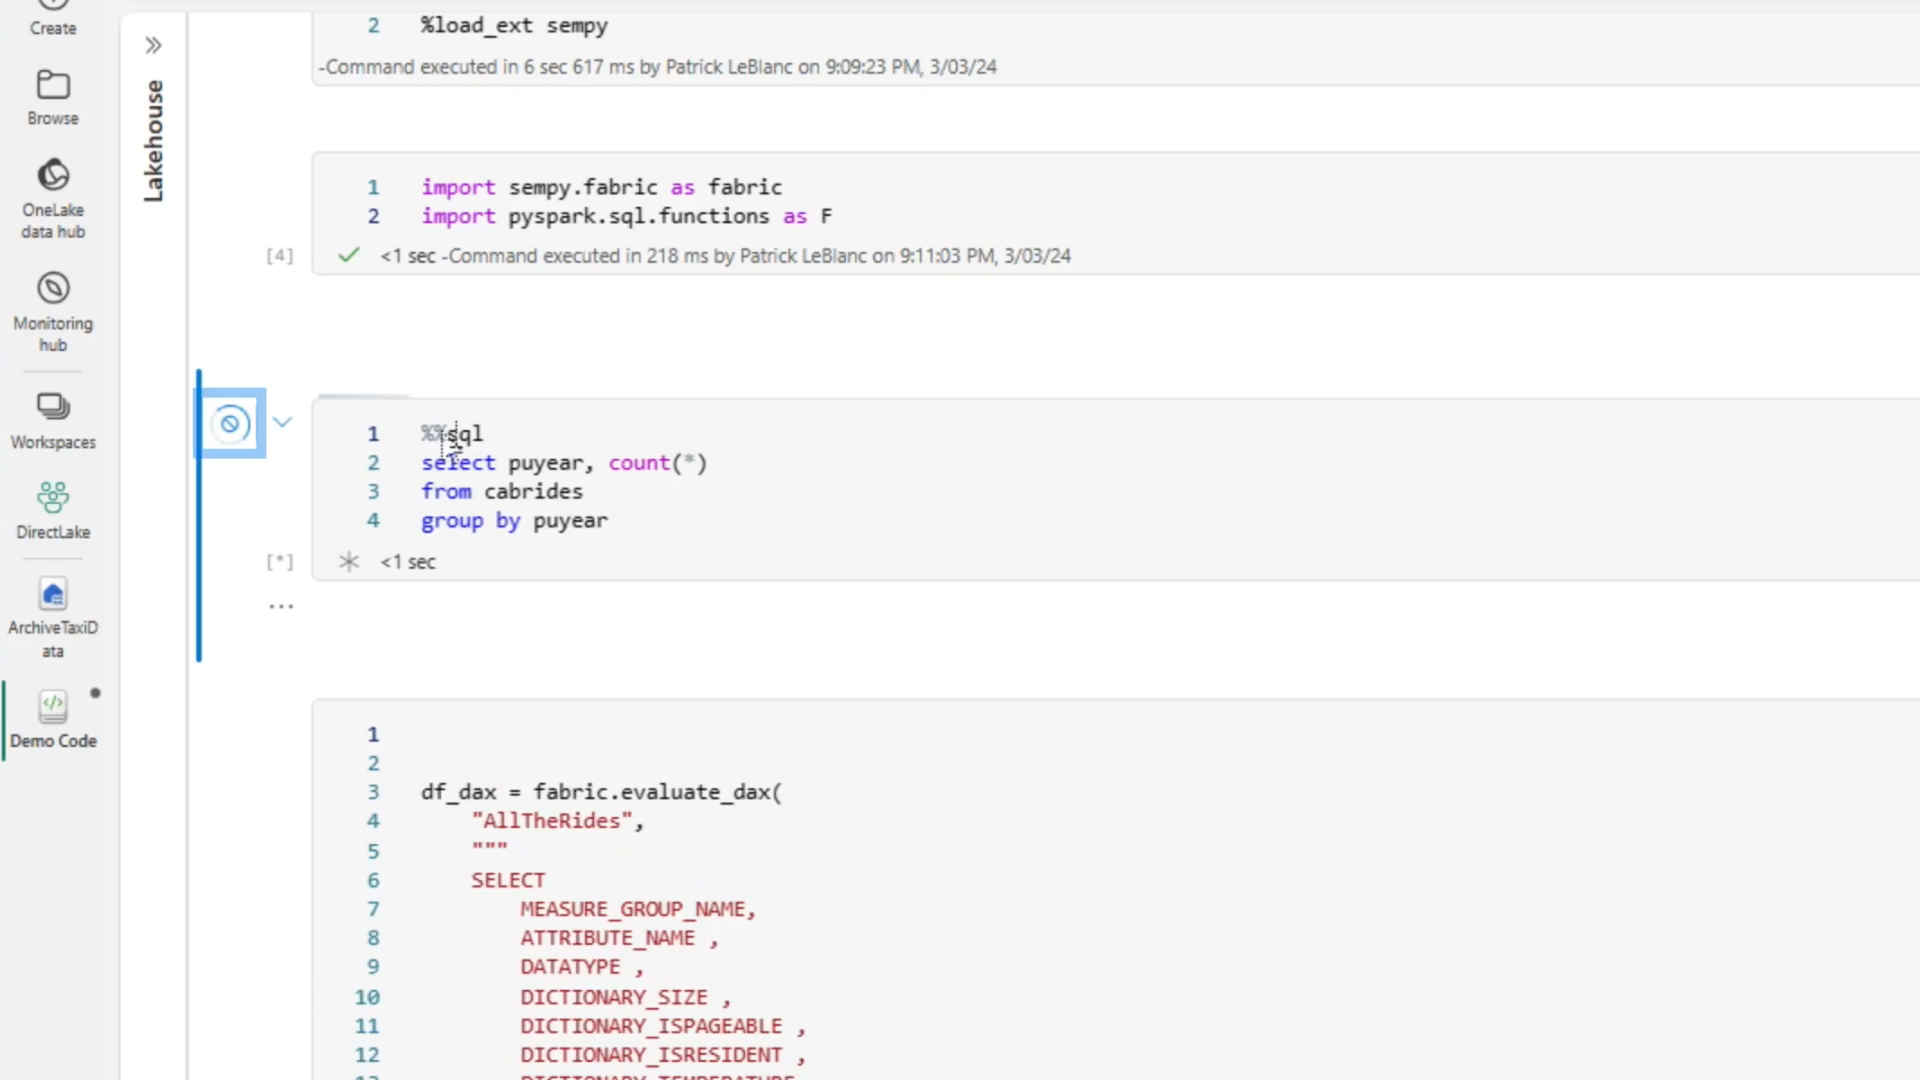 Create
Browse
OneLake
data hub
Monitoring
hub
Workspaces
DirectLake
ArchiveTaxiD
ata
Demo Code
Lakehouse
2 %load_ext sempy
-Command executed in 6 sec 617 ms by Patrick LeBlanc on 9:09:23 PM, 3/03/24
1 import sempy.fabric as fabric
2 import pyspark.sql.functions as F
[4] <1 sec -Command executed in 218 ms by Patrick LeBlanc on 9:11:03 PM, 3/03/24
1 %%sql
2 select puyear, count(*)
3 from cabrides
4 group by puyear
[*] <1 sec
...
1
2
3 df_dax = fabric.evaluate_dax(
4 "AllTheRides",
5 """
6 SELECT
7 MEASURE_GROUP_NAME,
8 ATTRIBUTE_NAME ,
9 DATATYPE ,
10 DICTIONARY_SIZE ,
11 DICTIONARY_ISPAGEABLE ,
12 DICTIONARY_ISRESIDENT ,